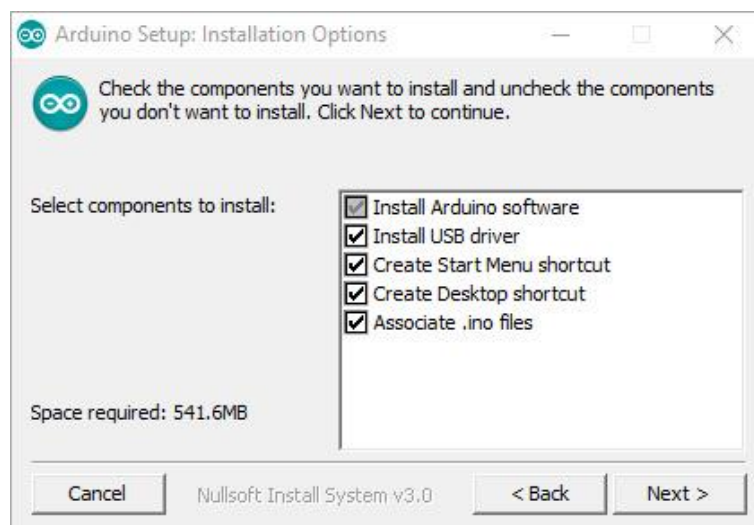 Arduino Setup: Installation Options
Check the components you want to install and uncheck the components
you don't want to install. Click Next to continue.
Select components to install:
Install Arduino software
Install USB driver
Create Start Menu shortcut
Create Desktop shortcut
Associate .ino files
Space required: 541.6MB
Cancel
Nullsoft Install System v3.0
< Back
Next >